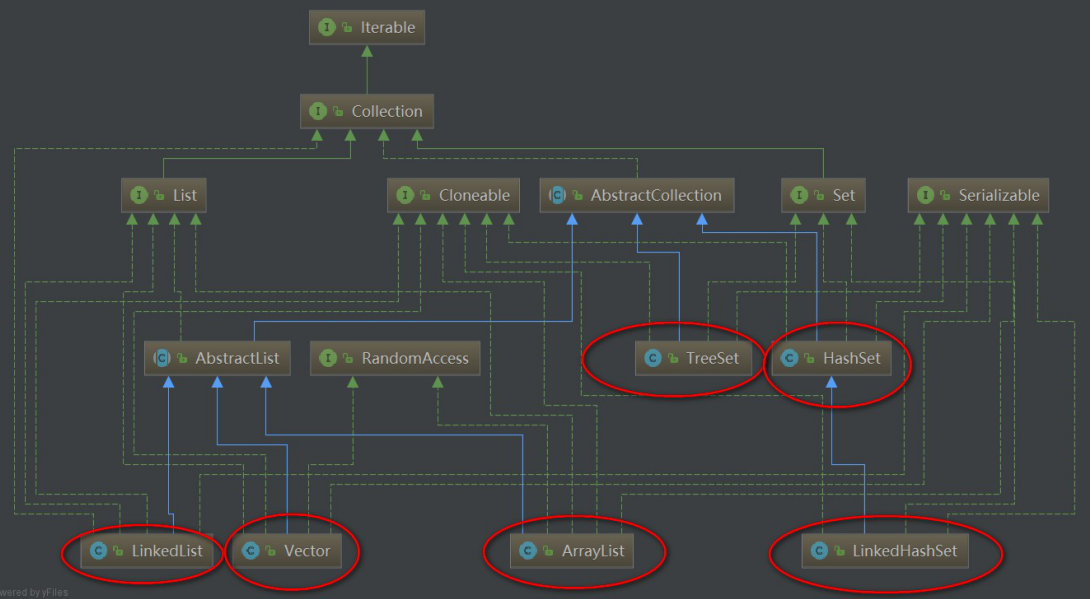 I Iterable
I Collection
I List
I Cloneable
C AbstractCollection
I Set
I Serializable
C AbstractList
I RandomAccess
C TreeSet
C HashSet
C LinkedList
C Vector
C ArrayList
C LinkedHashSet
wered by yFiles